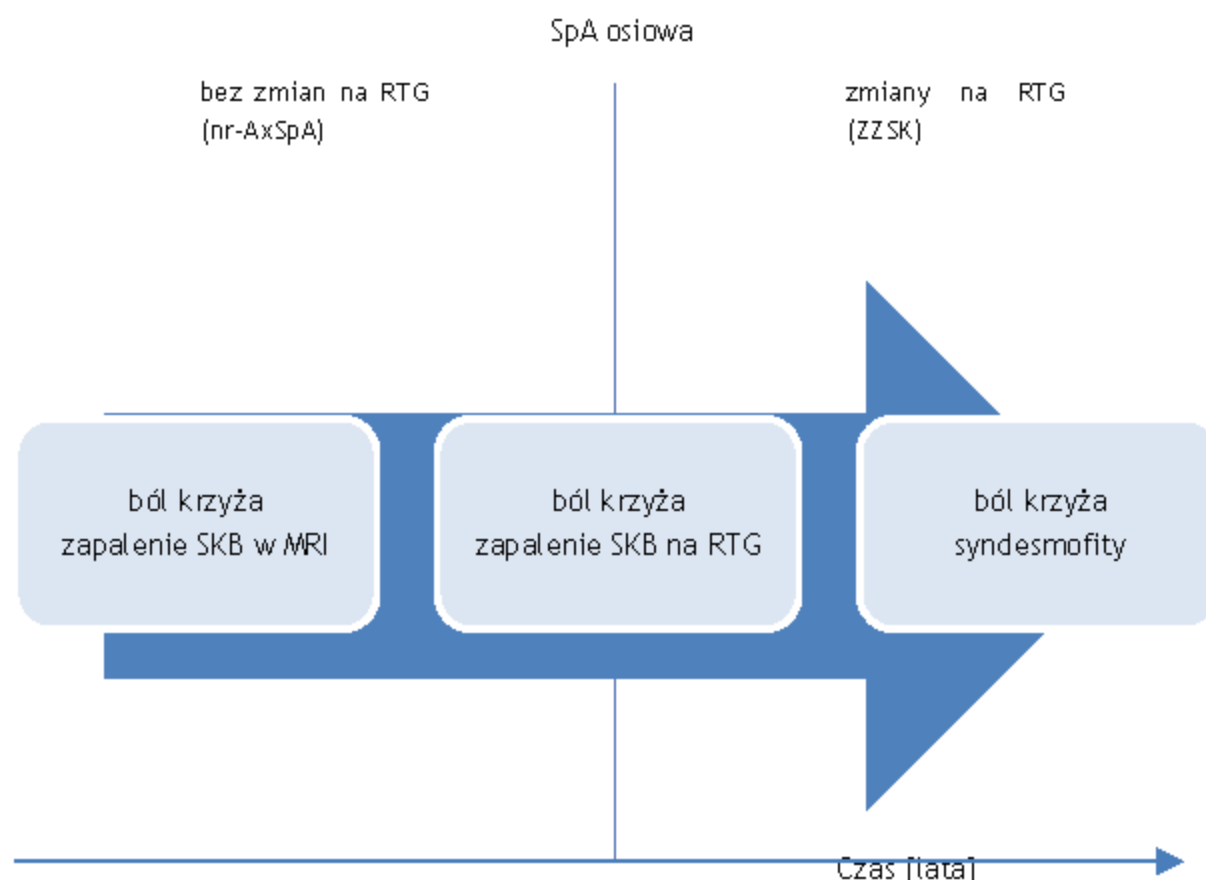 SpA osiowa
bez zmian na RTG
(nr-AxSpA)
zmiany na RTG
(ZZSK)
ból krzyża
zapalenie SKB w MRI
ból krzyża
zapalenie SKB na RTG
ból krzyża
syndesmofity
Czas [lata]